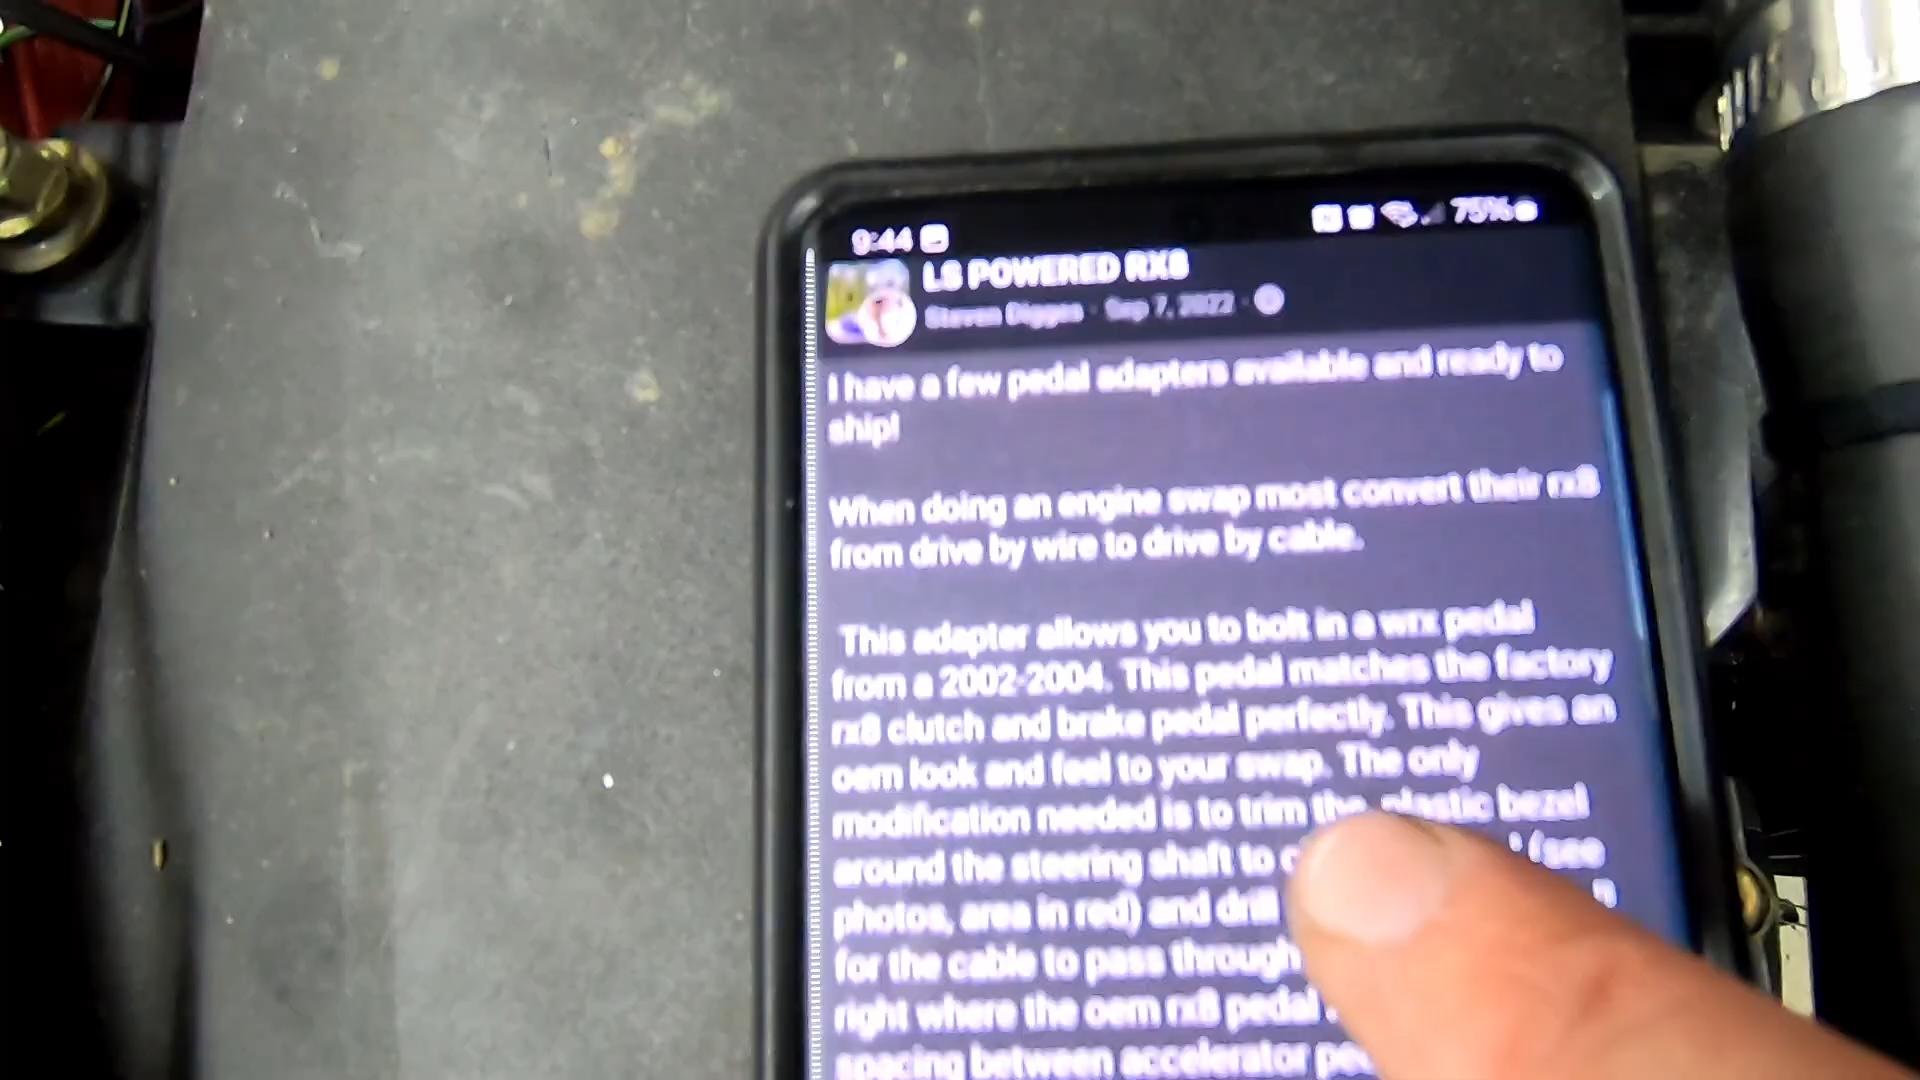 9:44 75%
LS POWERED RX8
Steven Digges · Sep 7, 2022 ·
I have a few pedal adapters available and ready to
ship!
When doing an engine swap most convert their rx8
from drive by wire to drive by cable.
This adapter allows you to bolt in a wrx pedal
from a 2002-2004. This pedal matches the factory
rx8 clutch and brake pedal perfectly. This gives an
oem look and feel to your swap. The only
modification needed is to trim the plastic bezel
around the steering shaft to (see
photos, area in red) and drill
for the cable to pass through
right where the oem rx8 pedal
spacing between accelerator